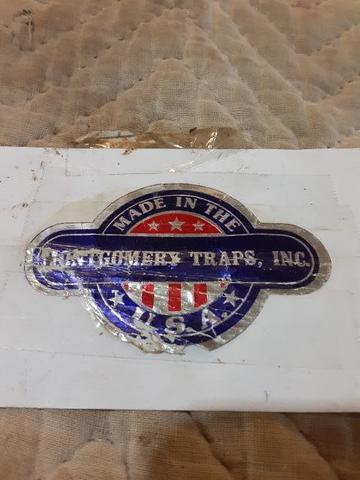 MADE IN THE
MONTGOMERY TRAPS, INC.
U.S.A.